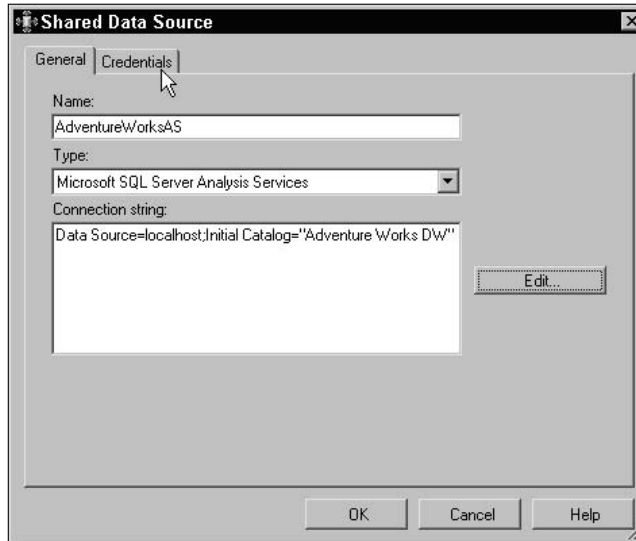 Shared Data Source
General Credentials
Name:
AdventureWorksAS
Type:
Microsoft SQL Server Analysis Services
Connection string:
Data Source=localhost;Initial Catalog="Adventure Works DW"
Edit...
OK Cancel Help